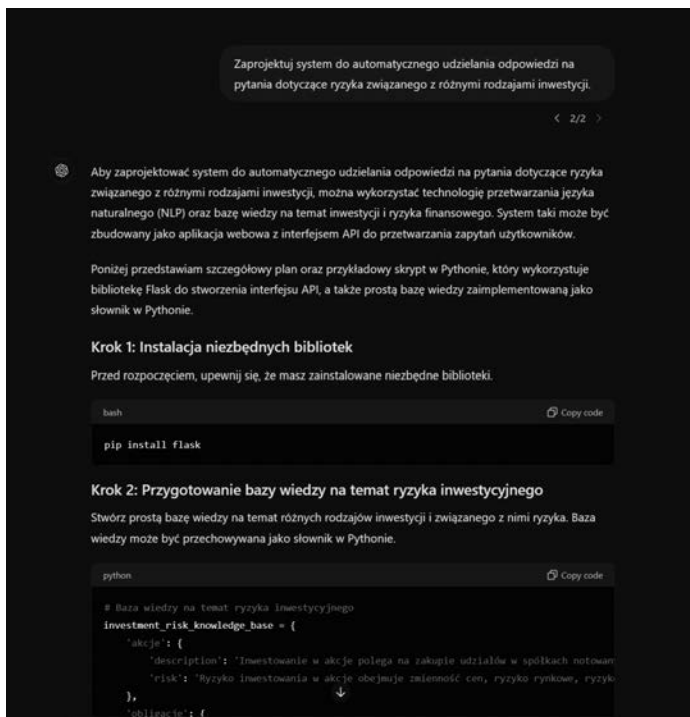 Zaprojektuj system do automatycznego udzielania odpowiedzi na
pytania dotyczące ryzyka związanego z różnymi rodzajami inwestycji.
2/2
Aby zaprojektować system do automatycznego udzielania odpowiedzi na pytania dotyczące ryzyka
związanego z różnymi rodzajami inwestycji, można wykorzystać technologię przetwarzania języka
naturalnego (NLP) oraz bazę wiedzy na temat inwestycji i ryzyka finansowego. System taki może być
zbudowany jako aplikacja webowa z interfejsem API do przetwarzania zapytań użytkowników.
Poniżej przedstawiam szczegółowy plan oraz przykładowy skrypt w Pythonie, który wykorzystuje
bibliotekę Flask do stworzenia interfejsu API, a także prostą bazę wiedzy zaimplementowaną jako
słownik w Pythonie.
Krok 1: Instalacja niezbędnych bibliotek
Przed rozpoczęciem, upewnij się, że masz zainstalowane niezbędne biblioteki.
bash Copy code
pip install flask
Krok 2: Przygotowanie bazy wiedzy na temat ryzyka inwestycyjnego
Stwórz prostą bazę wiedzy na temat różnych rodzajów inwestycji i związanego z nimi ryzyka. Baza
wiedzy może być przechowywana jako słownik w Pythonie.
python Copy code
# Baza wiedzy na temat ryzyka inwestycyjnego
investment_risk_knowledge_base = {
'akcje': {
'description': 'Inwestowanie w akcje polega na zakupie udziałów w spółkach notowan
'risk': 'Ryzyko inwestowania w akcje obejmuje zmienność cen, ryzyko rynkowe, ryzyk
},
'obligacje': {